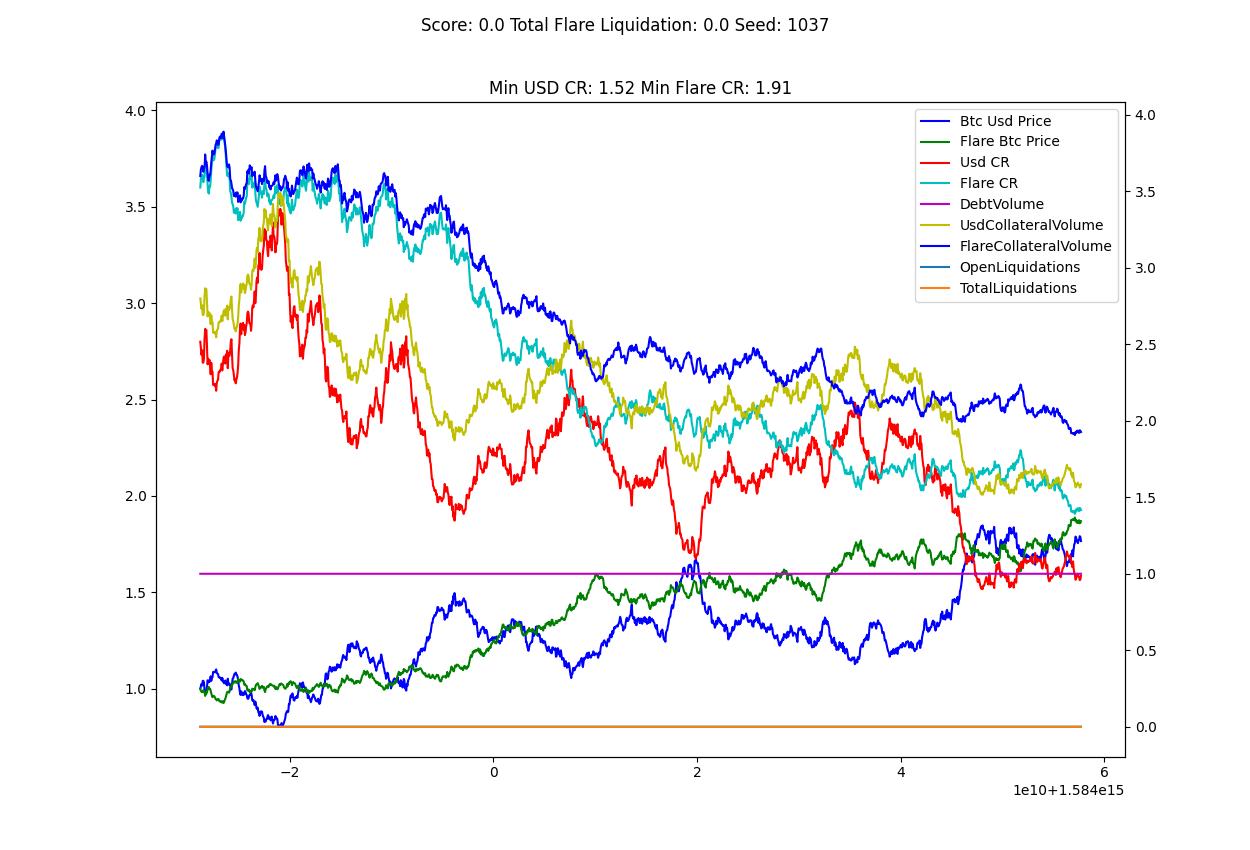 Score: 0.0 Total Flare Liquidation: 0.0 Seed: 1037
Min USD CR: 1.52 Min Flare CR: 1.91
4.0
3.5
3.0
2.5
2.0
1.5
1.0
4.0
3.5
3.0
2.5
2.0
1.5
1.0
0.5
0.0
Btc Usd Price
Flare Btc Price
Usd CR
Flare CR
DebtVolume
UsdCollateralVolume
FlareCollateralVolume
OpenLiquidations
TotalLiquidations
−2 0 2 4 6
1e10+1.584e15